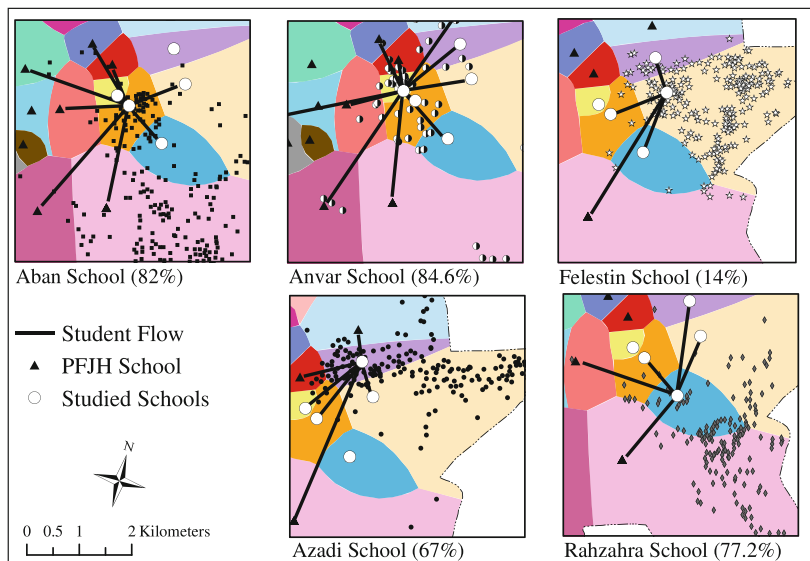 Aban School (82%)
Anvar School (84.6%)
Felestin School (14%)
Student Flow
PFJH School
Studied Schools
N
0 0.5 1 2 Kilometers
Azadi School (67%)
Rahzahra School (77.2%)